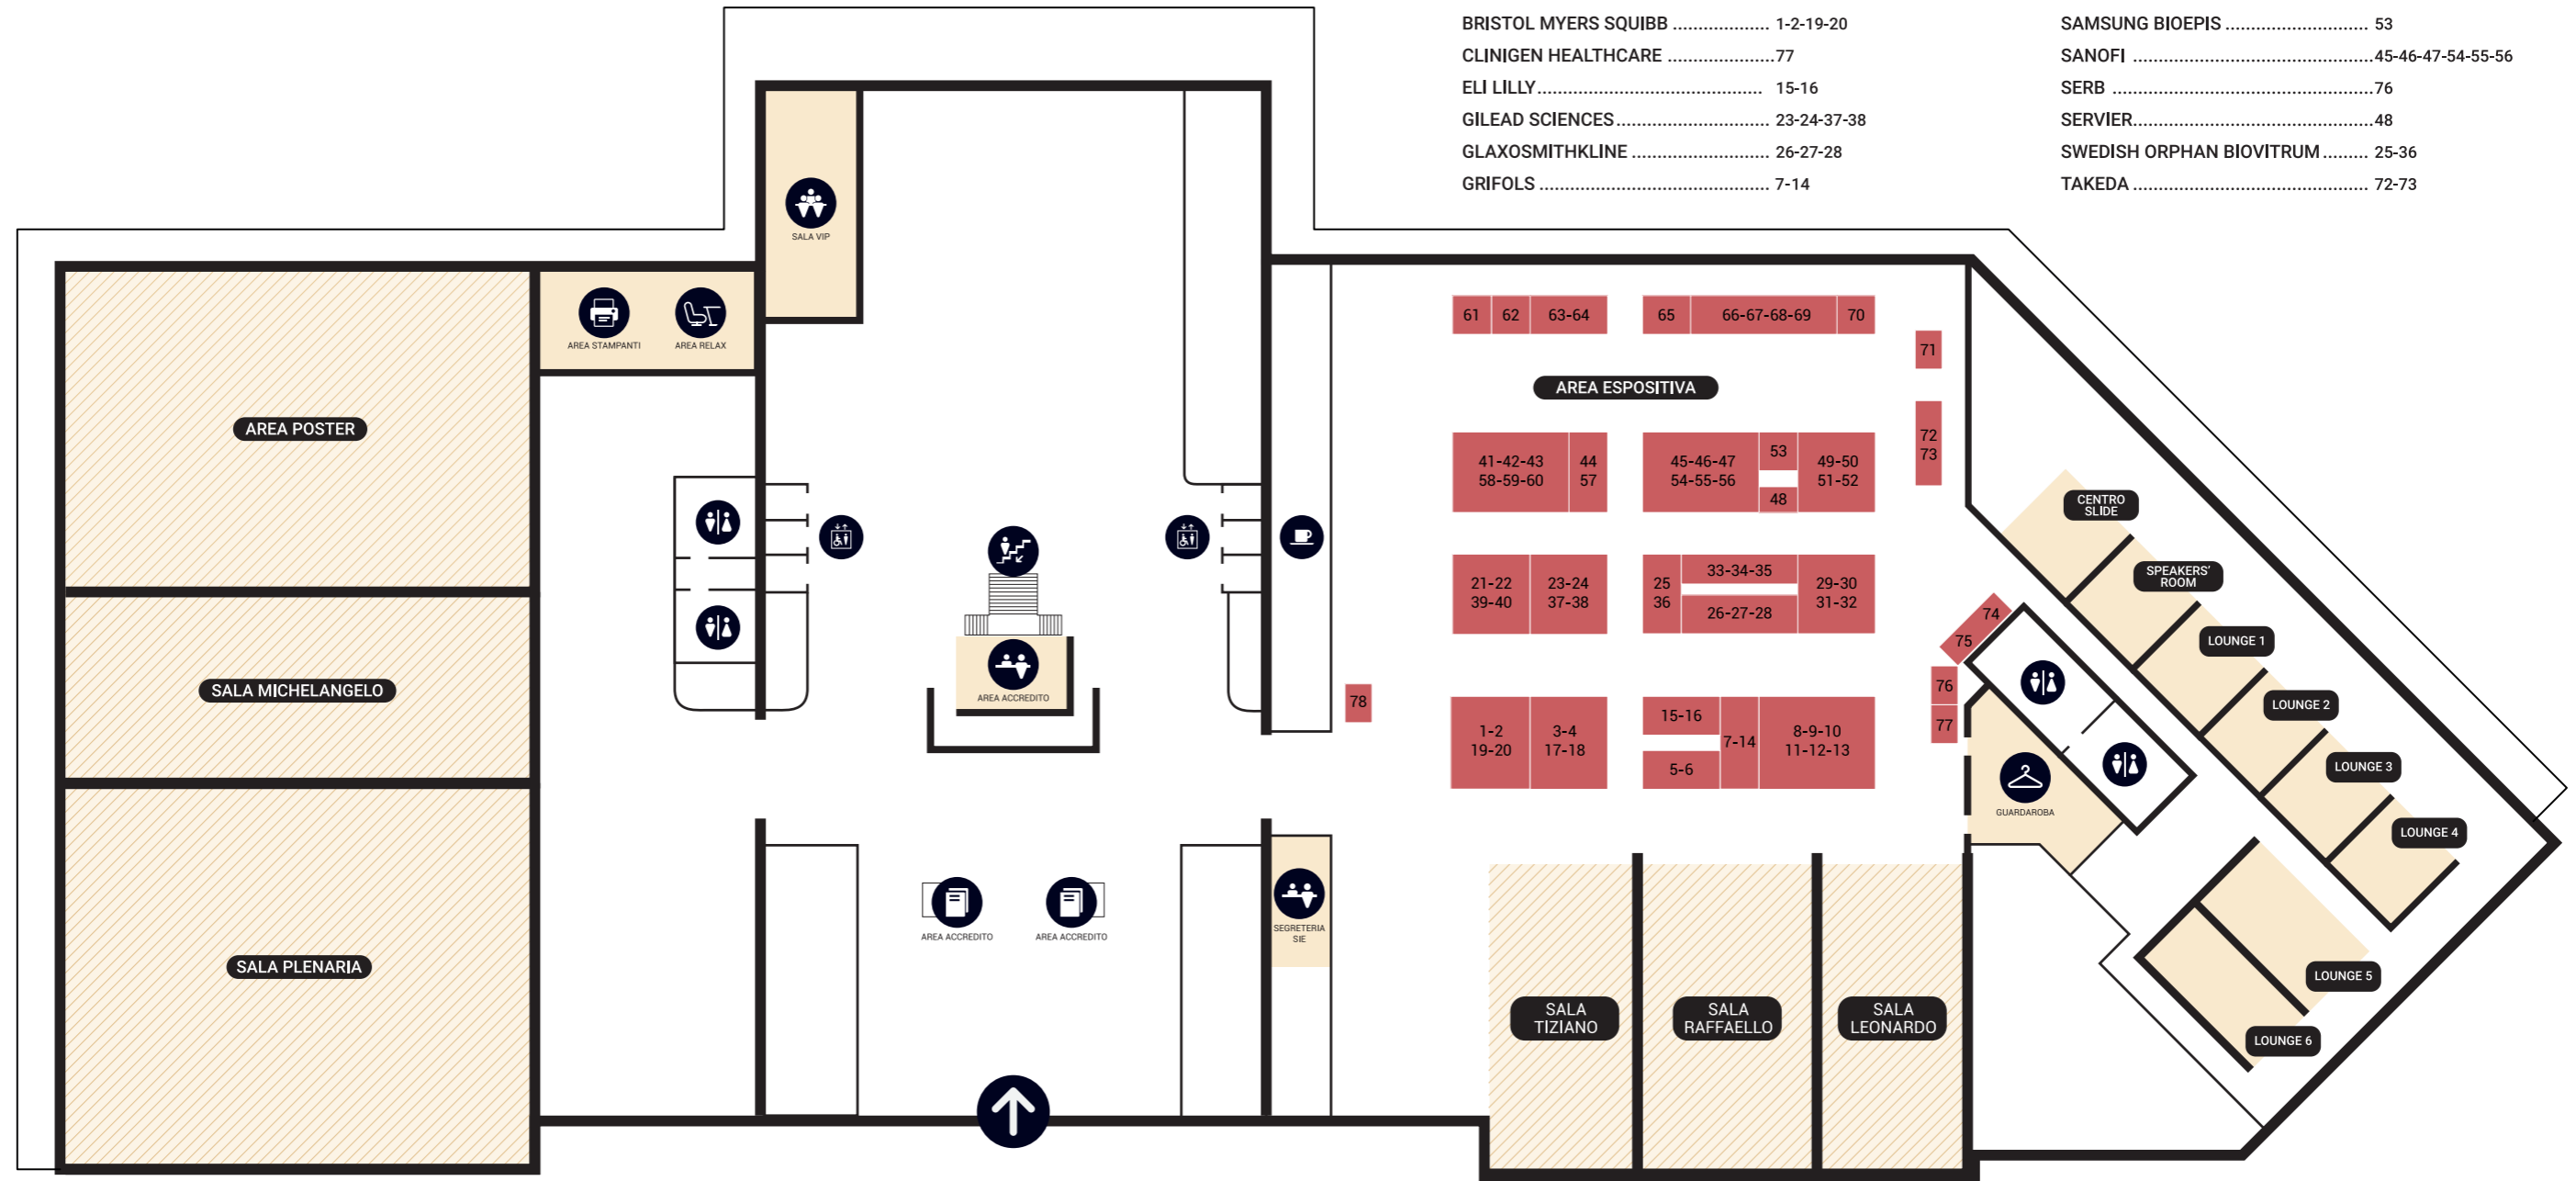 BRISTOL MYERS SQUIBB ................... 1-2-19-20
CLINIGEN HEALTHCARE .....................77
ELI LILLY............................................ 15-16
GILEAD SCIENCES.............................. 23-24-37-38
GLAXOSMITHKLINE ........................... 26-27-28
GRIFOLS ............................................. 7-14
SAMSUNG BIOEPIS ............................ 53
SANOFI ...............................................45-46-47-54-55-56
SERB ...................................................76
SERVIER...............................................48
SWEDISH ORPHAN BIOVITRUM ......... 25-36
TAKEDA .............................................. 72-73
SALA VIP
AREA STAMPANTI
AREA RELAX
AREA POSTER
SALA MICHELANGELO
SALA PLENARIA
AREA ACCREDITO
AREA ACCREDITO
AREA ACCREDITO
SEGRETERIA
SIE
61
62
63-64
65
66-67-68-69
70
71
AREA ESPOSITIVA
72
73
41-42-43
58-59-60
44
57
45-46-47
54-55-56
53
48
49-50
51-52
21-22
39-40
23-24
37-38
25
36
33-34-35
26-27-28
29-30
31-32
74
75
76
77
78
1-2
19-20
3-4
17-18
15-16
5-6
7-14
8-9-10
11-12-13
CENTRO
SLIDE
SPEAKERS'
ROOM
LOUNGE 1
LOUNGE 2
LOUNGE 3
LOUNGE 4
LOUNGE 5
LOUNGE 6
GUARDAROBA
SALA
TIZIANO
SALA
RAFFAELLO
SALA
LEONARDO